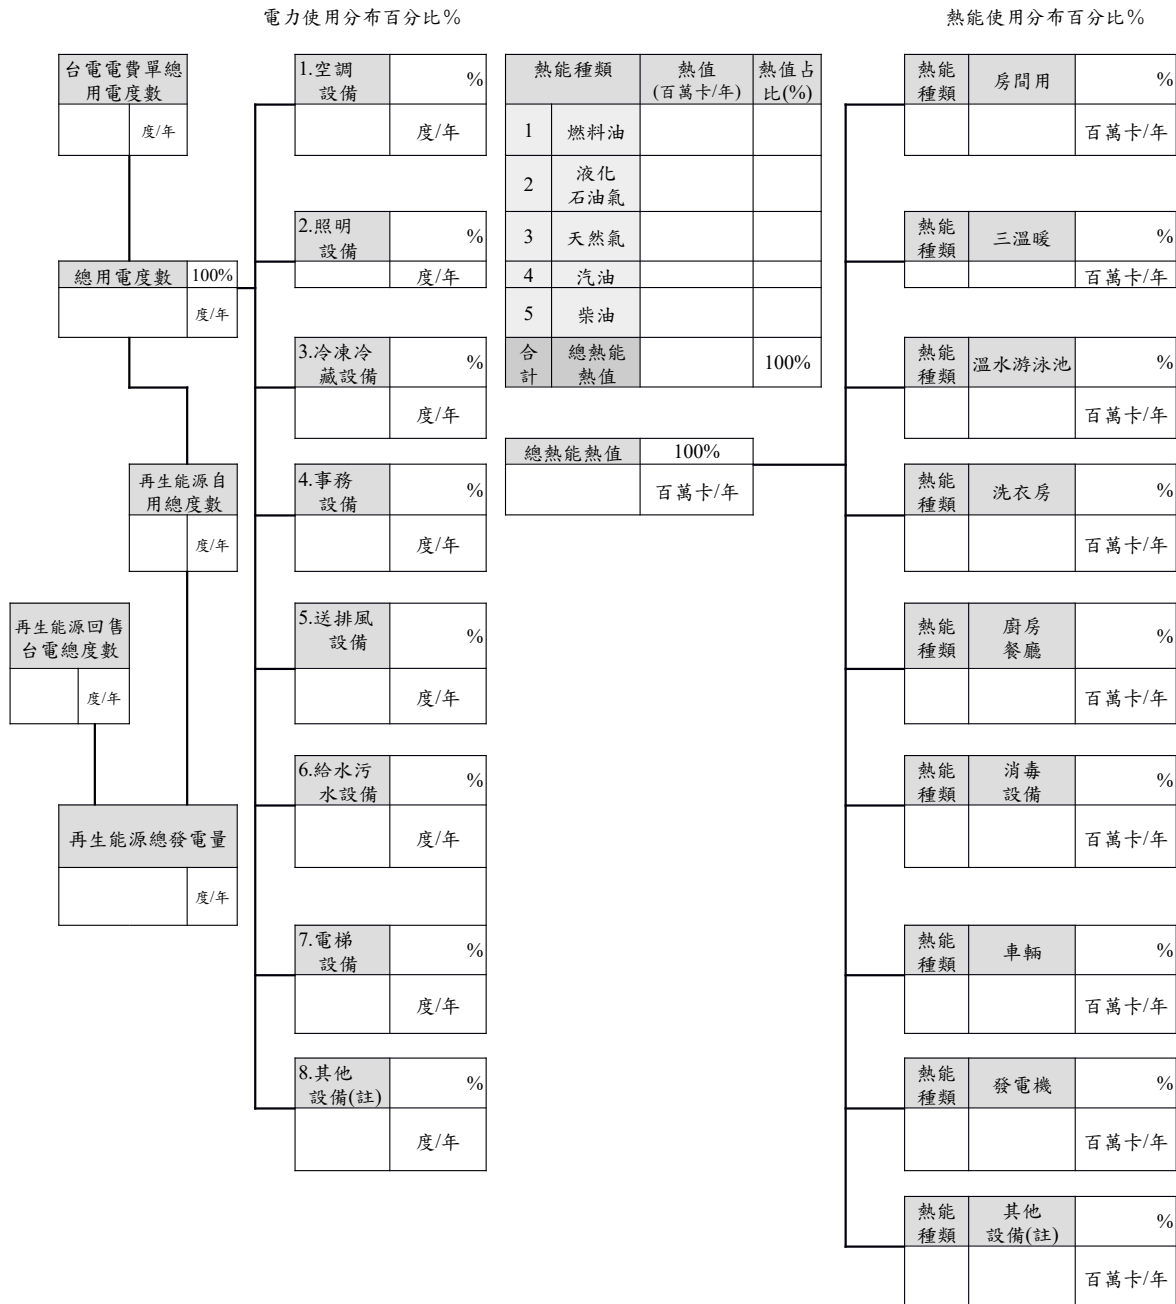 電力使用分布百分比%
熱能使用分布百分比%
台電電費單總
用電度數
度/年
總用電度數 100%
度/年
再生能源自
用總度數
度/年
再生能源回售
台電總度數
度/年
再生能源總發電量
度/年
1.空調
設備
%
度/年
2.照明
設備
%
度/年
3.冷凍冷
藏設備
%
度/年
4.事務
設備
%
度/年
5.送排風
設備
%
度/年
6.給水污
水設備
%
度/年
7.電梯
設備
%
度/年
8.其他
設備(註)
%
度/年
熱能種類 熱值 熱值占
(百萬卡/年) 比(%)
1 燃料油
2 液化
石油氣
3 天然氣
4 汽油
5 柴油
合 總熱能
計 熱值
100%
總熱能熱值 100%
百萬卡/年
熱能
種類
房間用 %
百萬卡/年
熱能
種類
三溫暖 %
百萬卡/年
熱能
種類
溫水游泳池 %
百萬卡/年
熱能
種類
洗衣房 %
百萬卡/年
熱能
種類
廚房
餐廳
%
百萬卡/年
熱能
種類
消毒
設備
%
百萬卡/年
熱能
種類
車輛 %
百萬卡/年
熱能
種類
發電機 %
百萬卡/年
熱能
種類
其他
設備(註)
%
百萬卡/年